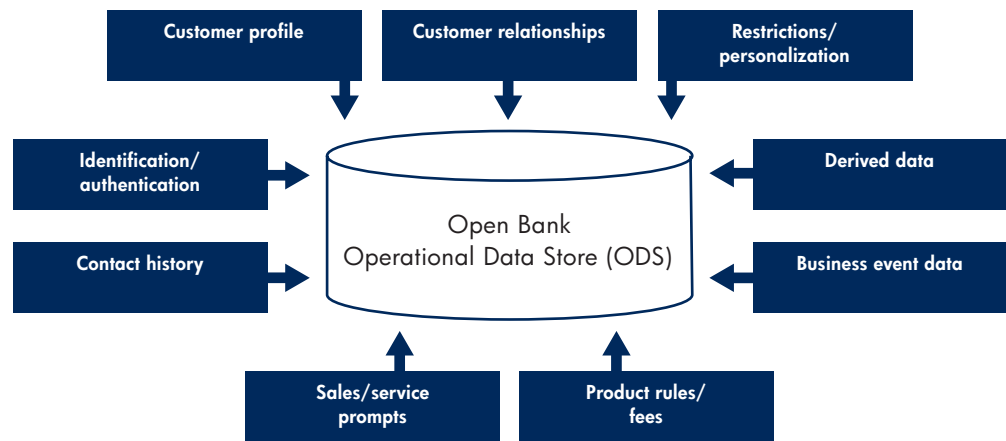 Customer profile
Customer relationships
Restrictions/
personalization
Identification/
authentication
Derived data
Open Bank
Operational Data Store (ODS)
Contact history
Business event data
Sales/service
prompts
Product rules/
fees